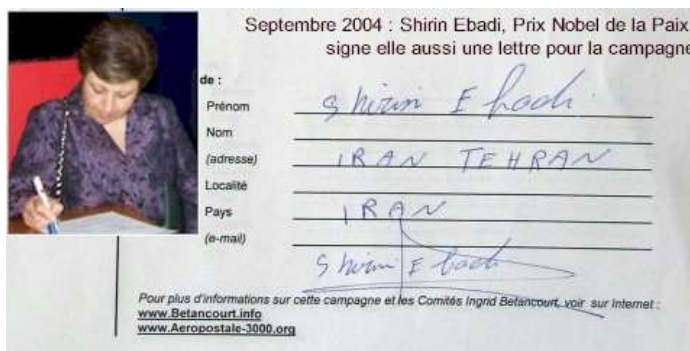 Septembre 2004 : Shirin Ebadi, Prix Nobel de la Paix
signe elle aussi une lettre pour la campagne
de :
Prénom Shirin Ebadi
Nom
(adresse) IRAN TEHRAN
Localité
Pays IRAN
(e-mail)
Shirin Ebadi
Pour plus d'informations sur cette campagne et les Comités Ingrid Betancourt, voir sur Internet :
www.Betancourt.info
www.Aeropostale-3000.org